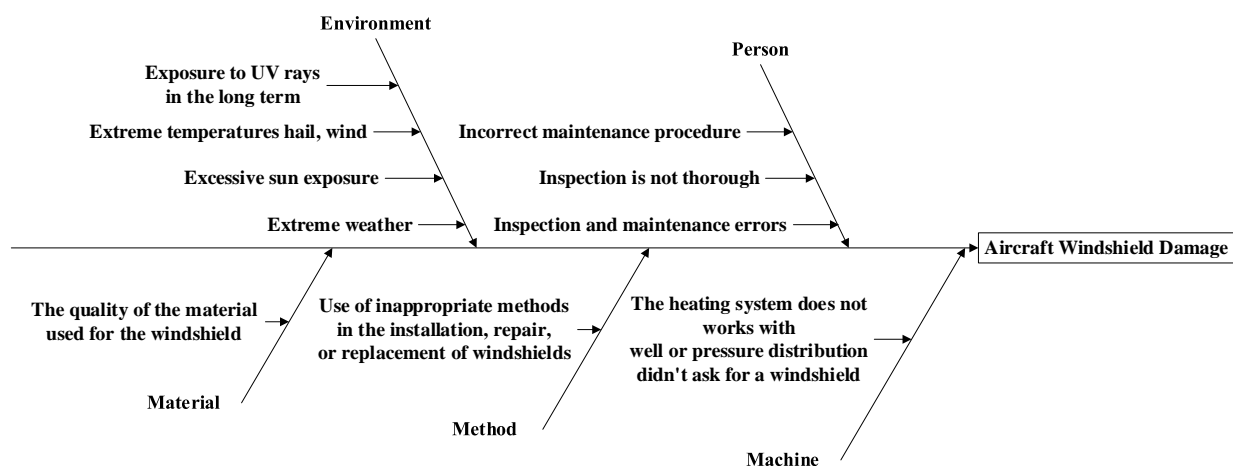 Environment
Person
Exposure to UV rays
in the long term
Extreme temperatures hail, wind
Incorrect maintenance procedure
Excessive sun exposure
Inspection is not thorough
Extreme weather
Inspection and maintenance errors
Aircraft Windshield Damage
The quality of the material
used for the windshield
Use of inappropriate methods
in the installation, repair,
or replacement of windshields
The heating system does not
works with
well or pressure distribution
didn't ask for a windshield
Material
Method
Machine